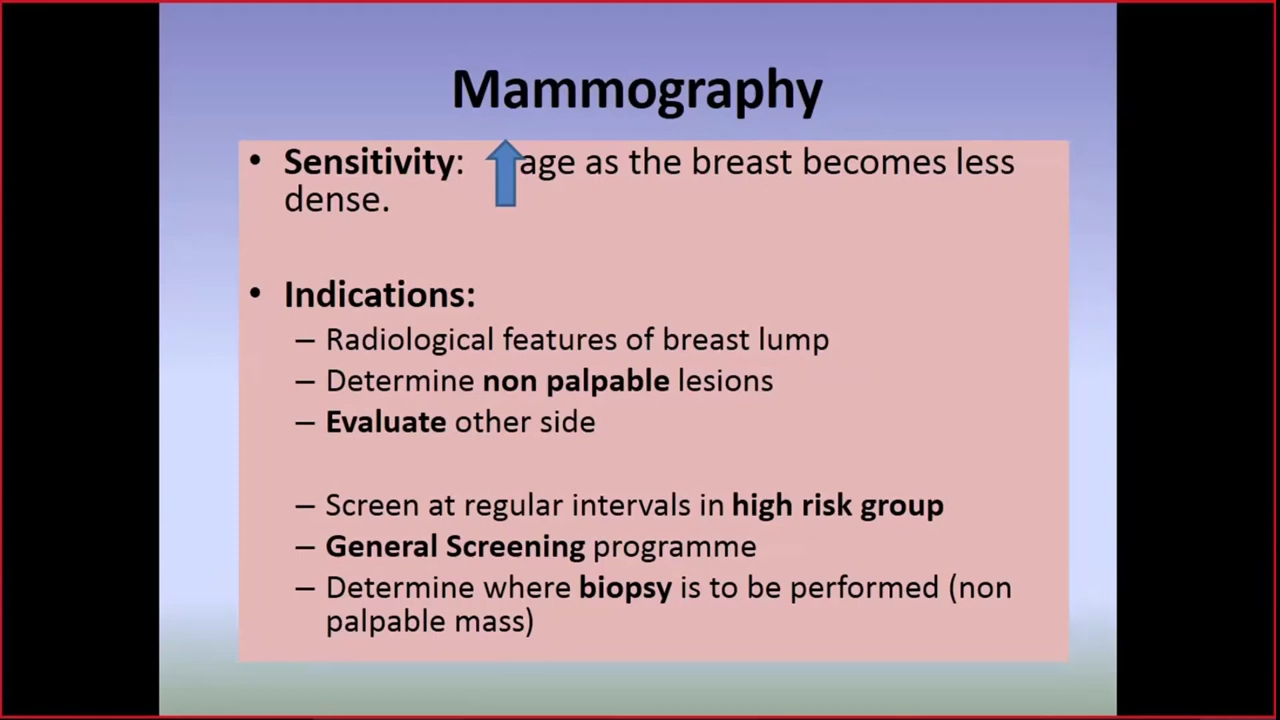 Mammography
• Sensitivity: age as the breast becomes less
dense.
• Indications:
– Radiological features of breast lump
– Determine non palpable lesions
– Evaluate other side
– Screen at regular intervals in high risk group
– General Screening programme
– Determine where biopsy is to be performed (non
palpable mass)